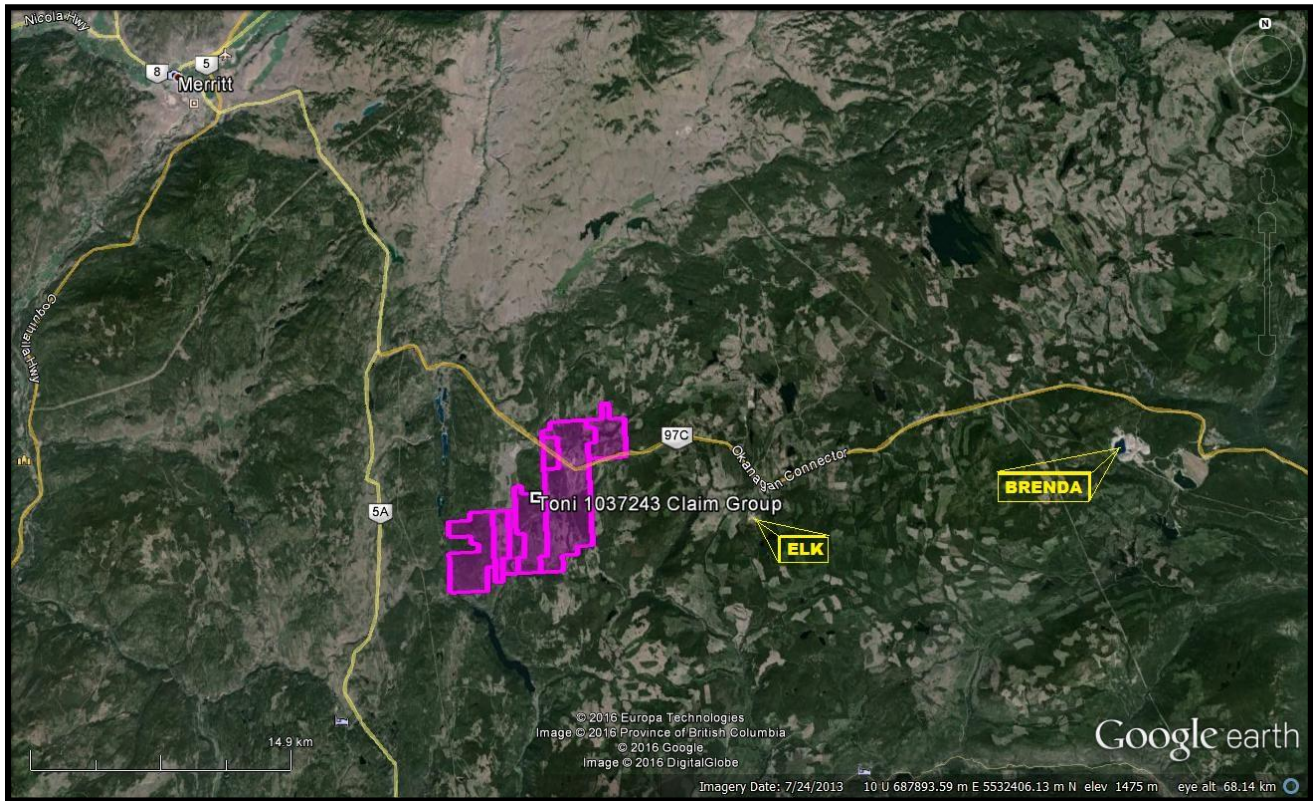 Nicola Hwy
8
5
Merritt
N
Coquihalla Hwy
97C
Okanagan Connector
BRENDA
Toni 1037243 Claim Group
5A
ELK
14.9 km
© 2016 Europa Technologies
Image © 2016 Province of British Columbia
© 2016 Google
Image © 2016 DigitalGlobe
Google earth
Imagery Date: 7/24/2013 10 U 687893.59 m E 5532406.13 m N elev 1475 m eye alt 68.14 km